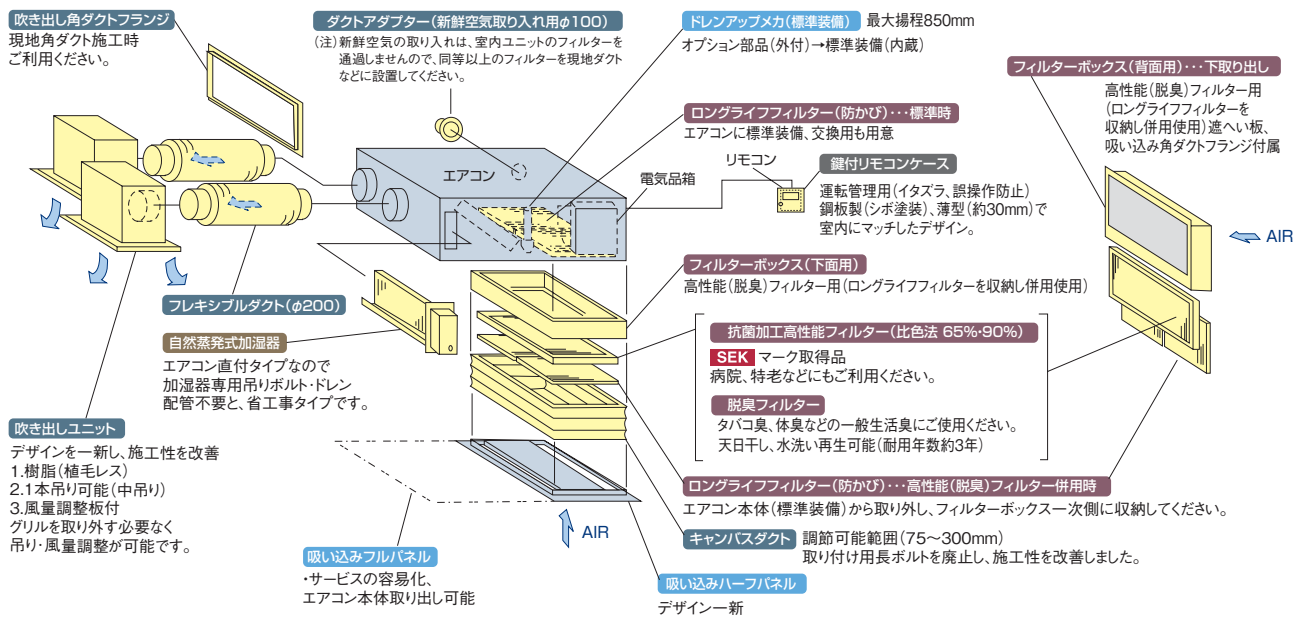 吹き出し角ダクトフランジ
現地角ダクト施工時
ご利用ください。
ダクトアダプター(新鮮空気取り入れ用φ100)
(注)新鮮空気の取り入れは、室内ユニットのフィルターを
通過しませんので、同等以上のフィルターを現地ダクト
などに設置してください。
ドレンアップメカ(標準装備) 最大揚程850mm
オプション部品(外付)→標準装備(内蔵)
ロングライフフィルター(防かび)･･･標準時
エアコンに標準装備、交換用も用意
フィルターボックス(背面用)･･･下取り出し
高性能(脱臭)フィルター用
(ロングライフフィルターを
収納し併用使用)遮へい板、
吸い込み角ダクトフランジ付属
エアコン
電気品箱
リモコン
鍵付リモコンケース
運転管理用(イタズラ、誤操作防止)
鋼板製(シボ塗装)、薄型(約30mm)で
室内にマッチしたデザイン。
AIR
フィルターボックス(下面用)
高性能(脱臭)フィルター用(ロングライフフィルターを収納し併用使用)
フレキシブルダクト(φ200)
自然蒸発式加湿器
エアコン直付タイプなので
加湿器専用吊りボルト・ドレン
配管不要と、省工事タイプです。
抗菌加工高性能フィルター(比色法 65%・90%)
SEK マーク取得品
病院、特老などにもご利用ください。
脱臭フィルター
タバコ臭、体臭などの一般生活臭にご使用ください。
天日干し、水洗い再生可能(耐用年数約3年)
吹き出しユニット
デザインを一新し、施工性を改善
1.樹脂(植毛レス)
2.1本吊り可能(中吊り)
3.風量調整板付
グリルを取り外す必要なく
吊り・風量調整が可能です。
ロングライフフィルター(防かび)･･･高性能(脱臭)フィルター併用時
エアコン本体(標準装備)から取り外し、フィルターボックス一次側に収納してください。
AIR
キャンバスダクト 調節可能範囲(75〜300mm)
取り付け用長ボルトを廃止し、施工性を改善しました。
吸い込みフルパネル
・サービスの容易化、
エアコン本体取り出し可能
吸い込みハーフパネル
デザイン一新